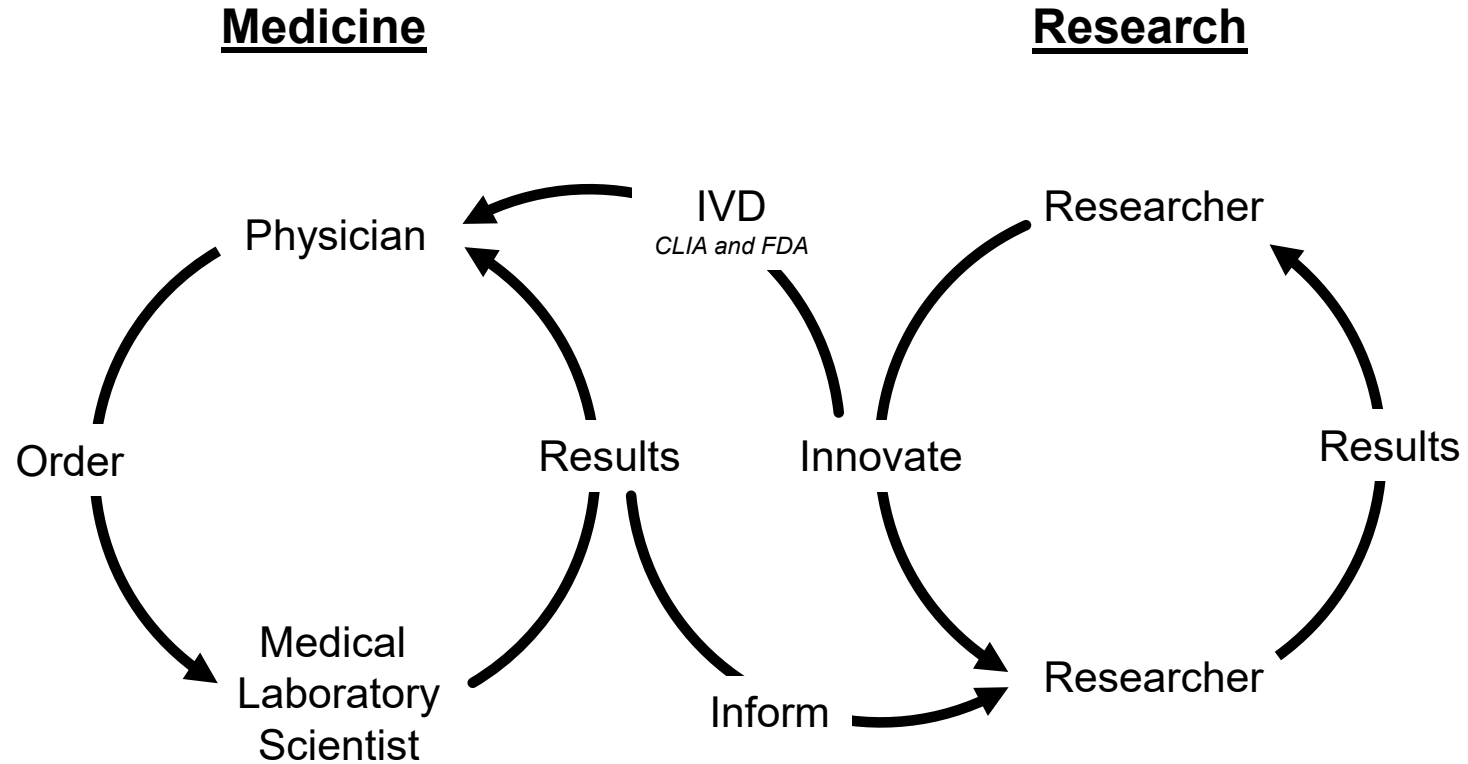 Medicine
Research
Physician
IVD
CLIA and FDA
Researcher
Order
Results
Innovate
Results
Medical
Laboratory
Scientist
Inform
Researcher